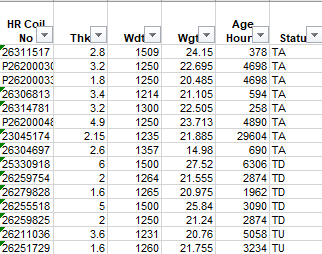 HR Coil No Thk Wdt Wgt Age Hour Statu
26311517 2.8 1509 24.15 378 TA
P2620003 3.2 1250 22.695 4698 TA
P2620003 1.8 1250 20.485 4698 TA
26306813 3.4 1214 21.105 594 TA
26314781 3.2 1300 22.505 258 TA
P2620004 4.9 1250 23.713 4890 TA
23045174 2.15 1235 21.885 29604 TA
26304697 2.6 1357 14.98 690 TA
25330918 6 1500 27.52 6306 TD
26259754 2 1264 21.555 2874 TD
26279828 1.6 1265 20.975 1962 TD
26255518 5 1500 25.84 3090 TD
26259825 2 1250 21.24 2874 TD
26211036 3.6 1231 20.76 5058 TU
26251729 1.6 1260 21.755 3234 TU